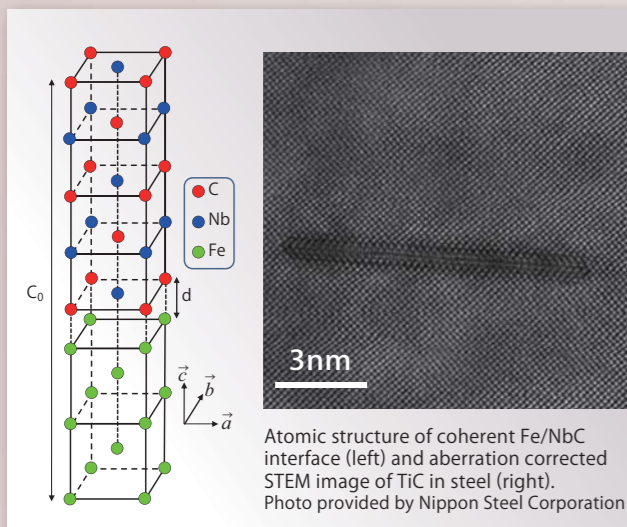 C
Nb
Fe
C₀
d
c⃗
b⃗
a⃗
3nm
Atomic structure of coherent Fe/NbC
interface (left) and aberration corrected
STEM image of TiC in steel (right).
Photo provided by Nippon Steel Corporation